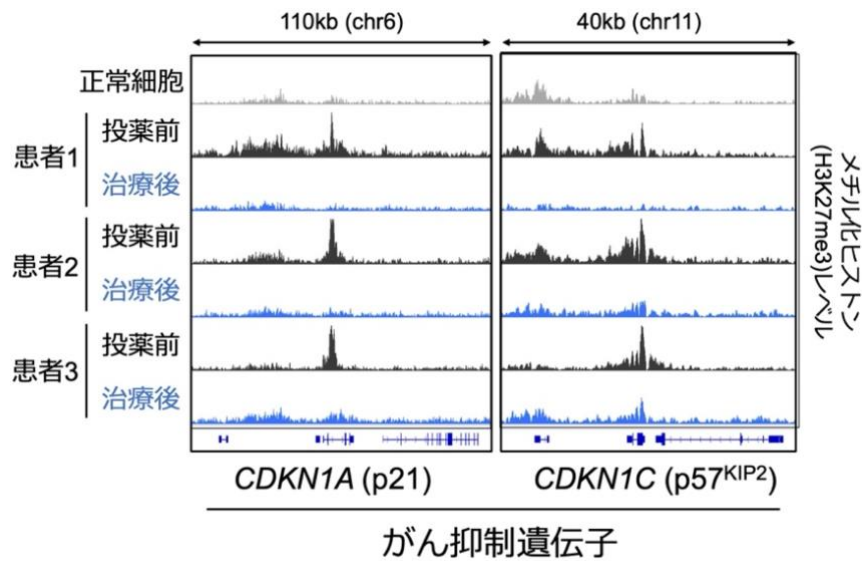 110kb (chr6)
40kb (chr11)
正常細胞
患者1
投薬前
治療後
患者2
投薬前
治療後
患者3
投薬前
治療後
メチル化ヒストン
(H3K27me3)レベル
CDKN1A (p21)
CDKN1C (p57KIP2)
がん抑制遺伝子